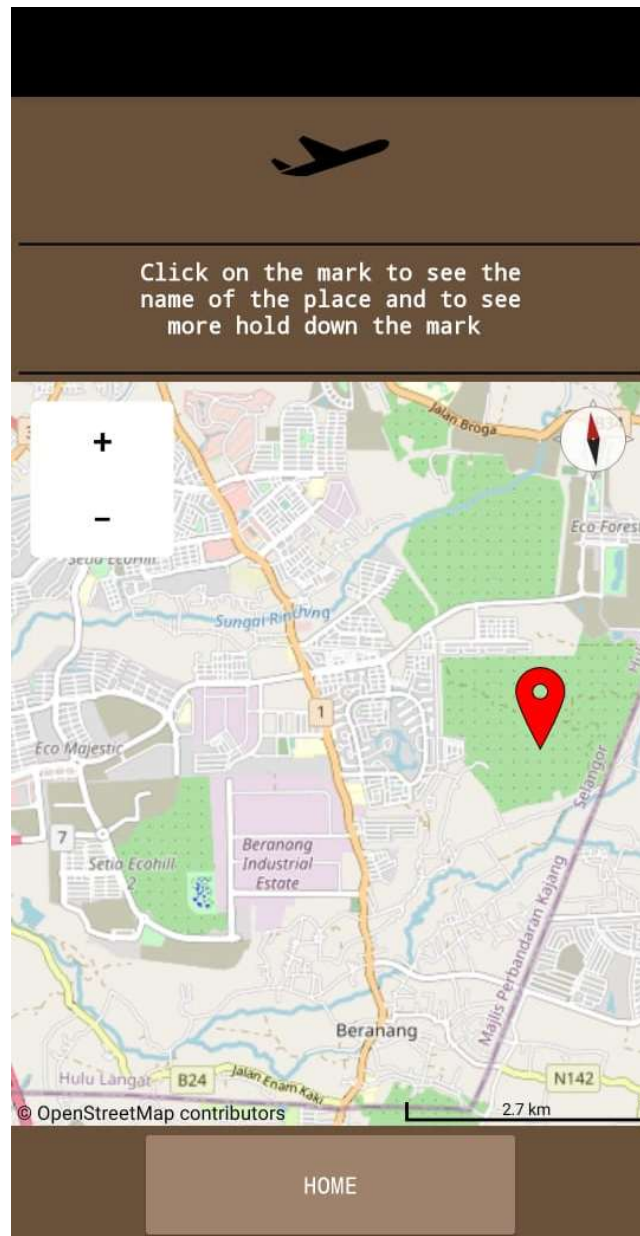 Click on the mark to see the
name of the place and to see
more hold down the mark
Jalan Broga
+
-
Eco Forest
Setia EcoHill
Sungai Rinching
1
Eco Majestic
Selangor
7
Setia Ecohill
2
Beranang
Industrial
Estate
Majlis Perbandaran Kajang
Beranang
Hulu Langat
B24
Jalan Enam Kaki
N142
© OpenStreetMap contributors
2.7 km
HOME